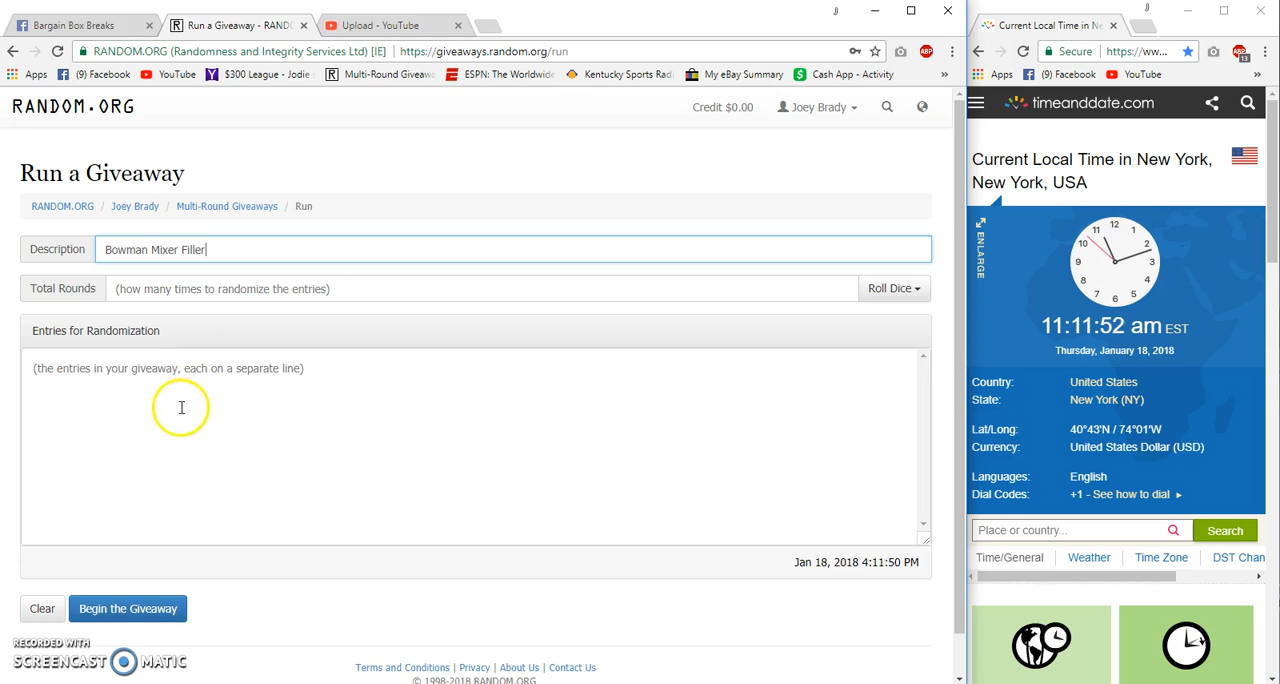 Bargain Box Breaks
Run a Giveaway - RANDO
Upload - YouTube
RANDOM.ORG (Randomness and Integrity Services Ltd) [IE] https://giveaways.random.org/run
Apps (9) Facebook YouTube $300 League - Jodie Multi-Round Giveawa ESPN: The Worldwide Kentucky Sports Radi My eBay Summary Cash App - Activity »
RANDOM.ORG
Credit $0.00 Joey Brady
Run a Giveaway
RANDOM.ORG / Joey Brady / Multi-Round Giveaways / Run
Description Bowman Mixer Filler
Total Rounds (how many times to randomize the entries) Roll Dice
Entries for Randomization
(the entries in your giveaway, each on a separate line)
Jan 18, 2018 4:11:50 PM
Clear Begin the Giveaway
RECORDED WITH
SCREENCAST MATIC
Terms and Conditions | Privacy | About Us | Contact Us
© 1998-2018 RANDOM.ORG
Current Local Time in Ne
Secure https://ww...
ABP
13
Apps (9) Facebook YouTube »
timeanddate.com
Current Local Time in New York,
New York, USA
ENLARGE
12 1 2 3 4 5 6 7 8 9 10 11
11:11:52 am EST
Thursday, January 18, 2018
Country: United States
State: New York (NY)
Lat/Long: 40°43'N / 74°01'W
Currency: United States Dollar (USD)
Languages: English
Dial Codes: +1 - See how to dial
Place or country... Search
Time/General Weather Time Zone DST Chan